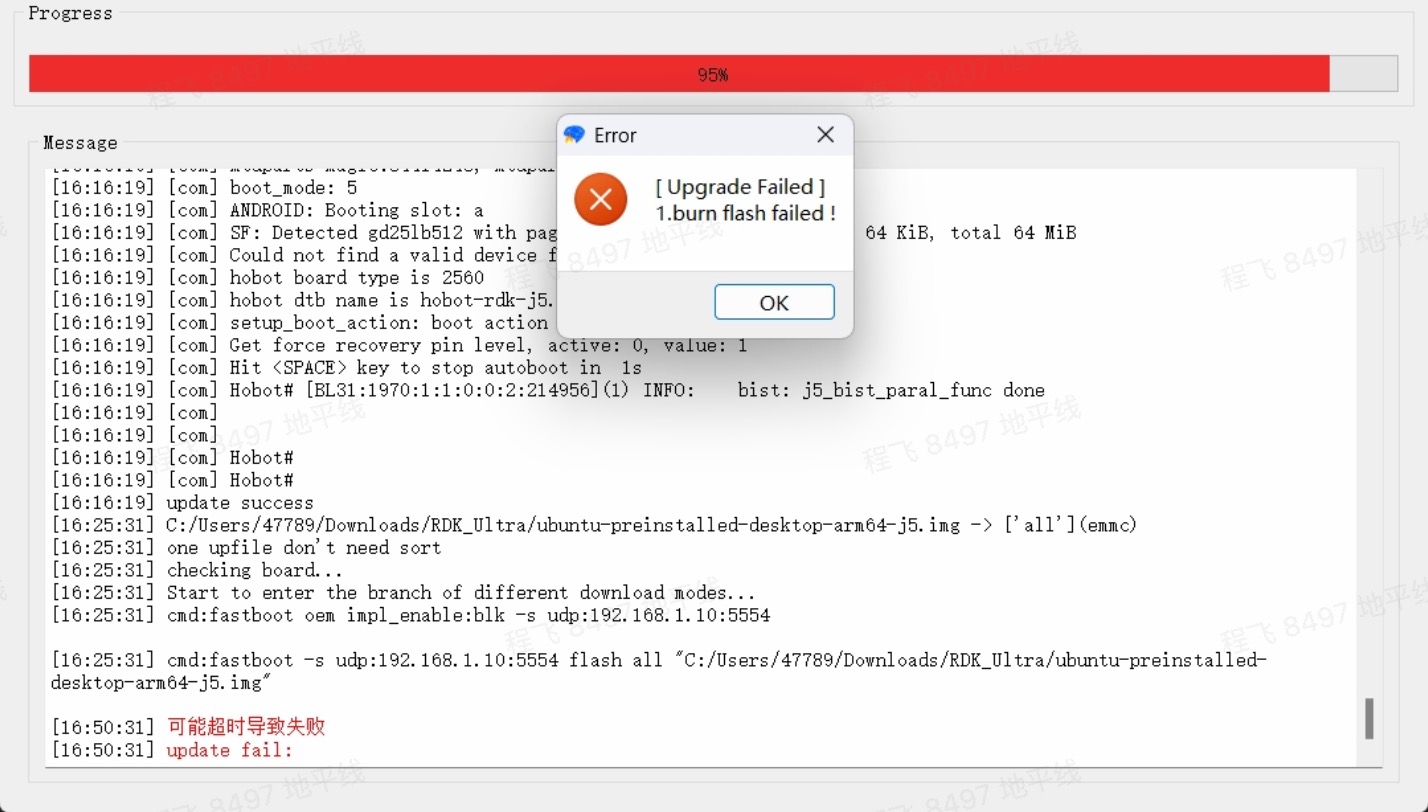 Progress
95%
Message
Error
[ Upgrade Failed ]
1.burn flash failed !
OK
[16:16:19] [com]
[16:16:19] [com] boot_mode: 5
[16:16:19] [com] ANDROID: Booting slot: a
[16:16:19] [com] SF: Detected gd25lb512 with pag 64 KiB, total 64 MiB
[16:16:19] [com] Could not find a valid device f
[16:16:19] [com] hobot board type is 2560
[16:16:19] [com] hobot dtb name is hobot-rdk-j5.
[16:16:19] [com] setup_boot_action: boot action
[16:16:19] [com] Get force recovery pin level, active: 0, value: 1
[16:16:19] [com] Hit <SPACE> key to stop autoboot in  1s
[16:16:19] [com] Hobot# [BL31:1970:1:1:0:0:2:214956](1) INFO:    bist: j5_bist_paral_func done
[16:16:19] [com]
[16:16:19] [com]
[16:16:19] [com] Hobot#
[16:16:19] [com] Hobot#
[16:16:19] update success
[16:25:31] C:/Users/47789/Downloads/RDK_Ultra/ubuntu-preinstalled-desktop-arm64-j5.img -> ['all'](emmc)
[16:25:31] one upfile don't need sort
[16:25:31] checking board...
[16:25:31] Start to enter the branch of different download modes...
[16:25:31] cmd:fastboot oem impl_enable:blk -s udp:192.168.1.10:5554
[16:25:31] cmd:fastboot -s udp:192.168.1.10:5554 flash all "C:/Users/47789/Downloads/RDK_Ultra/ubuntu-preinstalled-
desktop-arm64-j5.img"
[16:50:31] 可能超时导致失败
[16:50:31] update fail:
程飞 8497 地平线